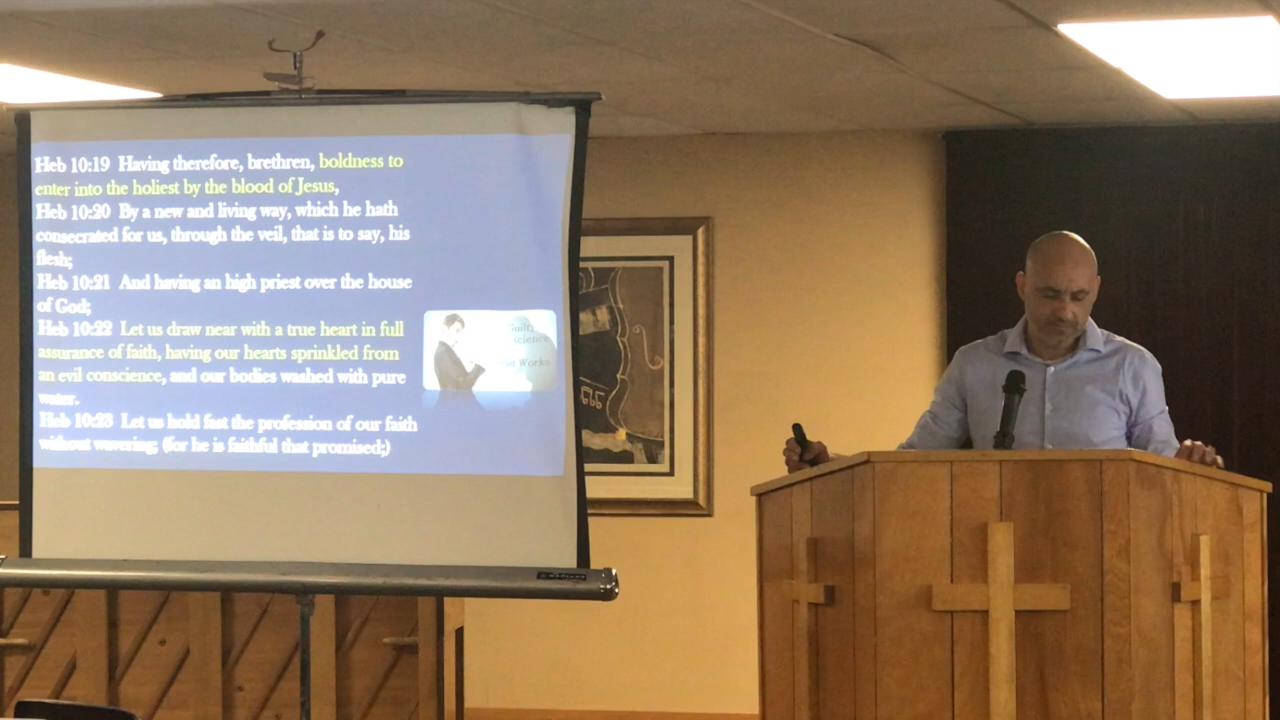 Heb 10:19 Having therefore, brethren, boldness to
enter into the holiest by the blood of Jesus,
Heb 10:20 By a new and living way, which he hath
consecrated for us, through the veil, that is to say, his
flesh;
Heb 10:21 And having an high priest over the house
of God;
Heb 10:22 Let us draw near with a true heart in full
assurance of faith, having our hearts sprinkled from
an evil conscience, and our bodies washed with pure
water.
Heb 10:23 Let us hold fast the profession of our faith
without wavering; (for he is faithful that promised;)
Works